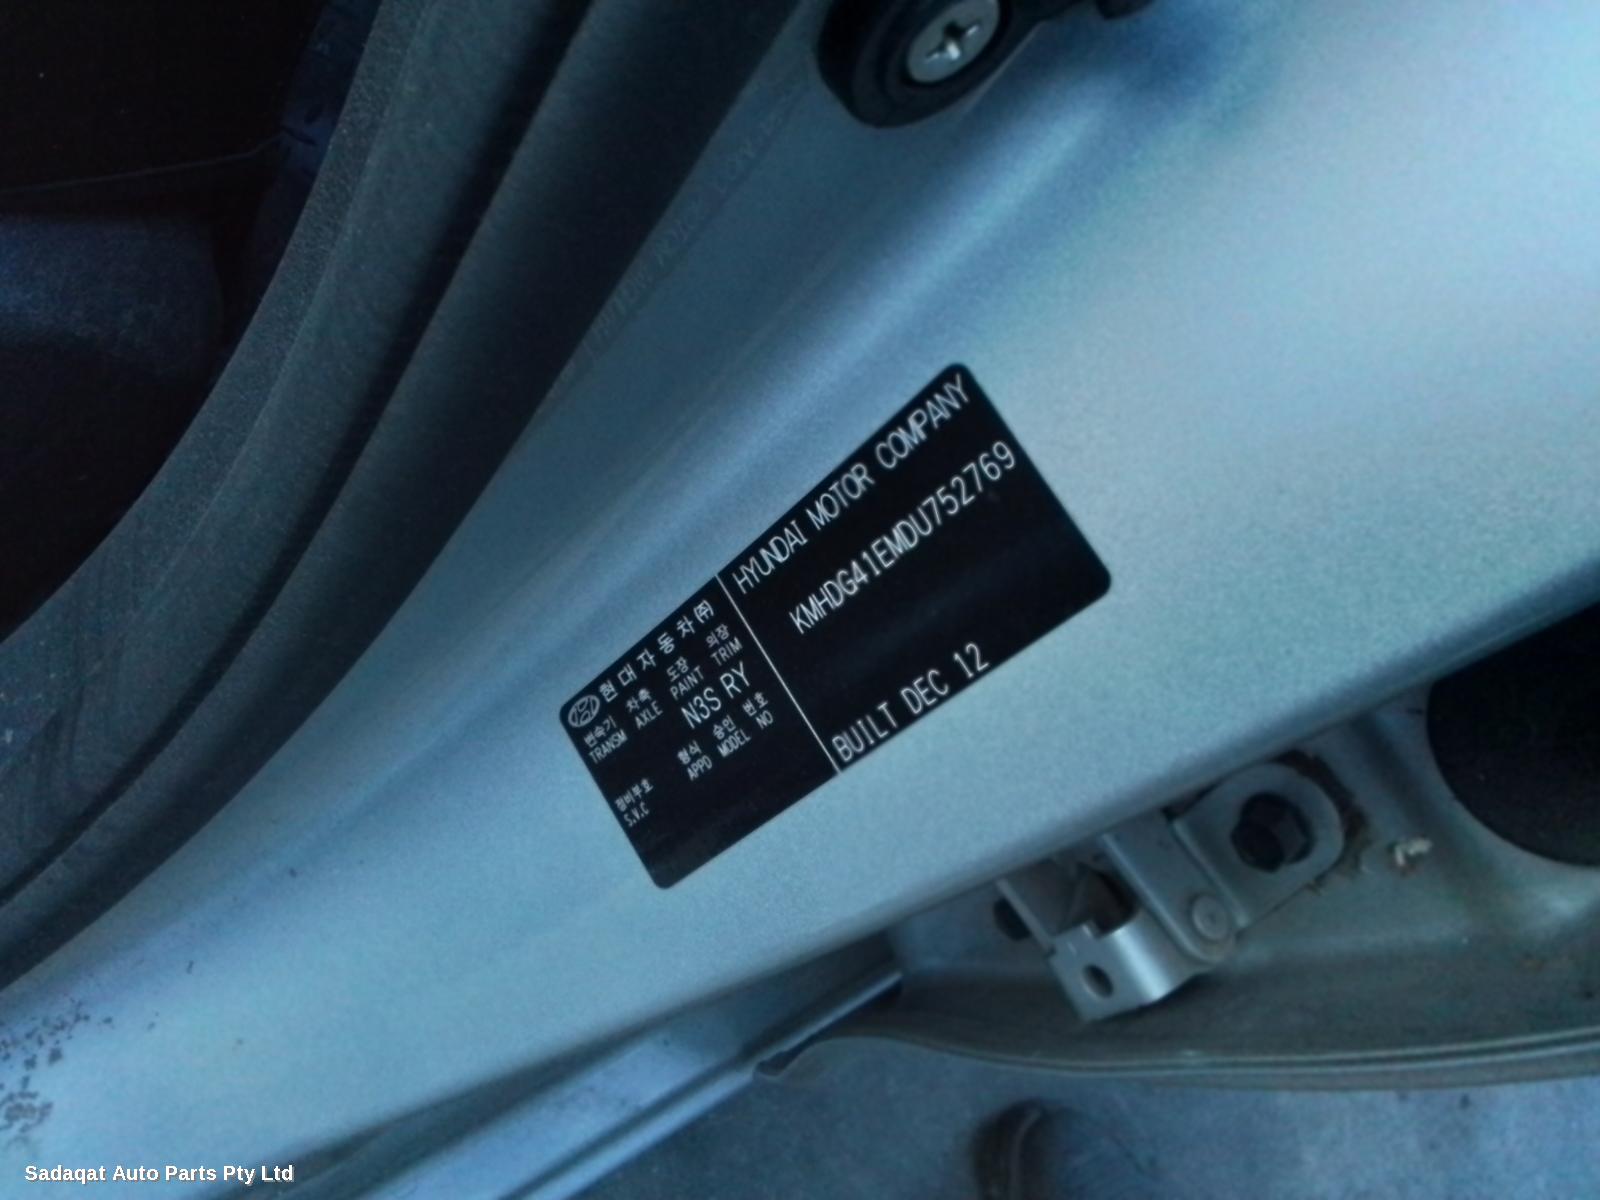 현대자동차㈜
변속기 차축 도장 의장
TRANSM AXLE PAINT TRIM
N3S RY
형식 승인 번호
APPD MODEL NO
정비부호
S.V.C
HYUNDAI MOTOR COMPANY
KMHDG41EMDU752769
BUILT DEC 12
Sadaqat Auto Parts Pty Ltd